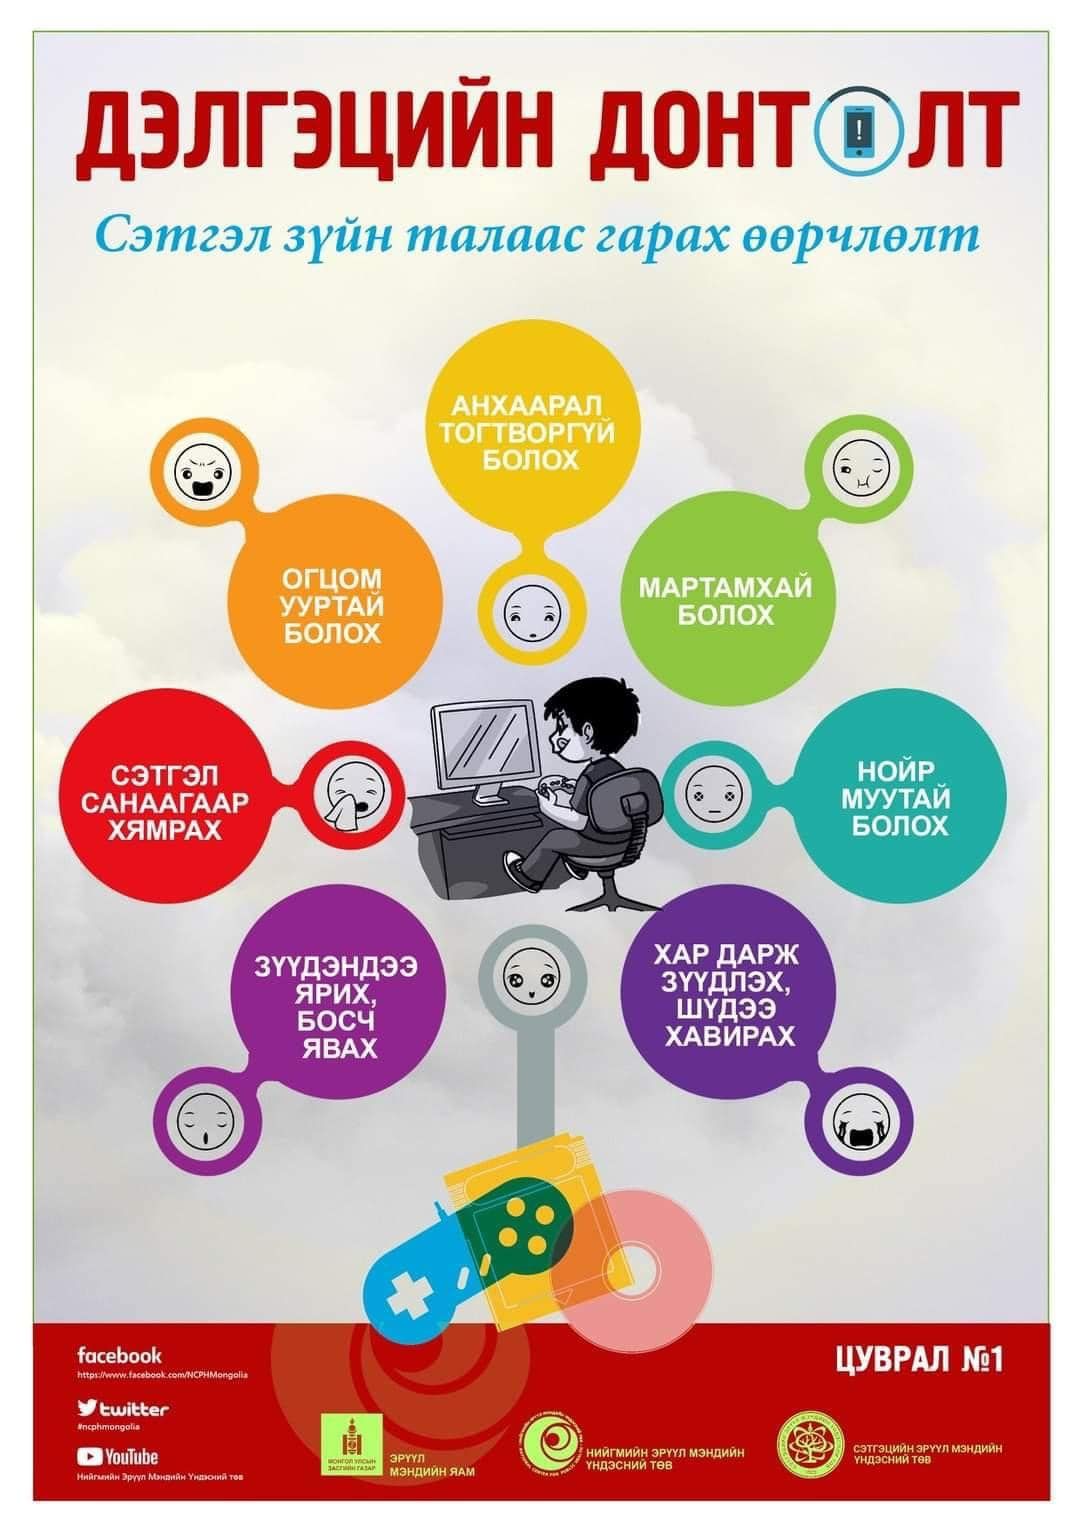 ДЭЛГЭЦИЙН ДОНТОЛТ
Сэтгэл зүйн талаас гарах өөрчлөлт
АНХААРАЛ
ТОГТВОРГҮЙ
БОЛОХ
ОГЦОМ
УУРТАЙ
БОЛОХ
МАРТАМХАЙ
БОЛОХ
СЭТГЭЛ
САНААГААР
ХЯМРАХ
НОЙР
МУУТАЙ
БОЛОХ
ЗҮҮДЭНДЭЭ
ЯРИХ,
БОСЧ
ЯВАХ
ХАР ДАРЖ
ЗҮҮДЛЭХ,
ШҮДЭЭ
ХАВИРАХ
facebook
https://www.facebook.com/NCPHMongolia
twitter
#ncphmongolia
YouTube
Нийгмийн Эрүүл Мэндийн Үндэсний төв
ЦУВРАЛ №1
МОНГОЛ УЛСЫН
ЗАСГИЙН ГАЗАР
ЭРҮҮЛ
МЭНДИЙН ЯАМ
НИЙГМИЙН ЭРҮҮЛ МЭНДИЙН
ҮНДЭСНИЙ ТӨВ
СЭТГЭЦИЙН ЭРҮҮЛ МЭНДИЙН
ҮНДЭСНИЙ ТӨВ